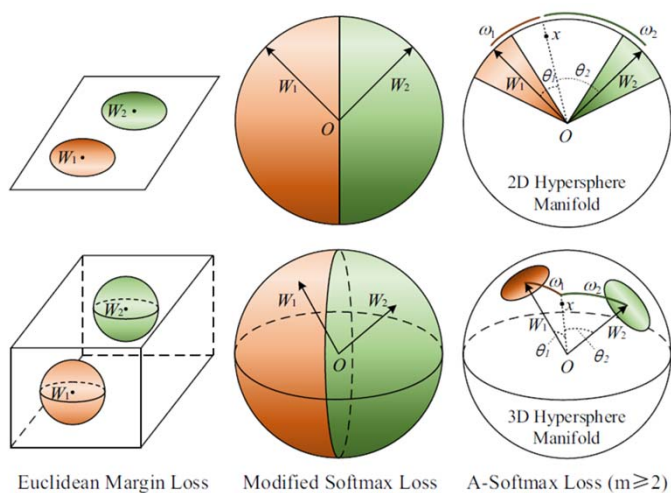 ω₁
x
ω₂
W₂
W₁
W₁
W₂
θ₁
θ₂
W₁
W₂
O
O
2D Hypersphere
Manifold
W₂
W₁
W₁
W₂
O
ω₁
ω₂
x
W₁
W₂
θ₁
θ₂
O
3D Hypersphere
Manifold
Euclidean Margin Loss
Modified Softmax Loss
A-Softmax Loss (m≥2)